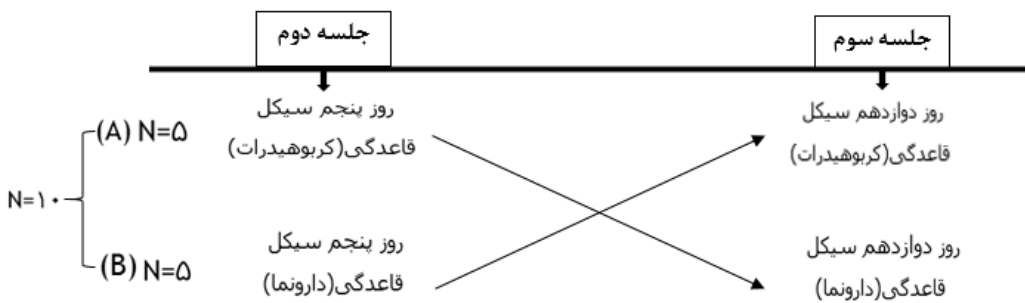 جلسه دوم
جلسه سوم
روز پنجم سیکل
قاعدگی(کربوهیدرات)
روز دوازدهم سیکل
قاعدگی(کربوهیدرات)
(A) N=۵
N=۱۰
(B) N=۵
روز پنجم سیکل
قاعدگی(دارونما)
روز دوازدهم سیکل
قاعدگی(دارونما)